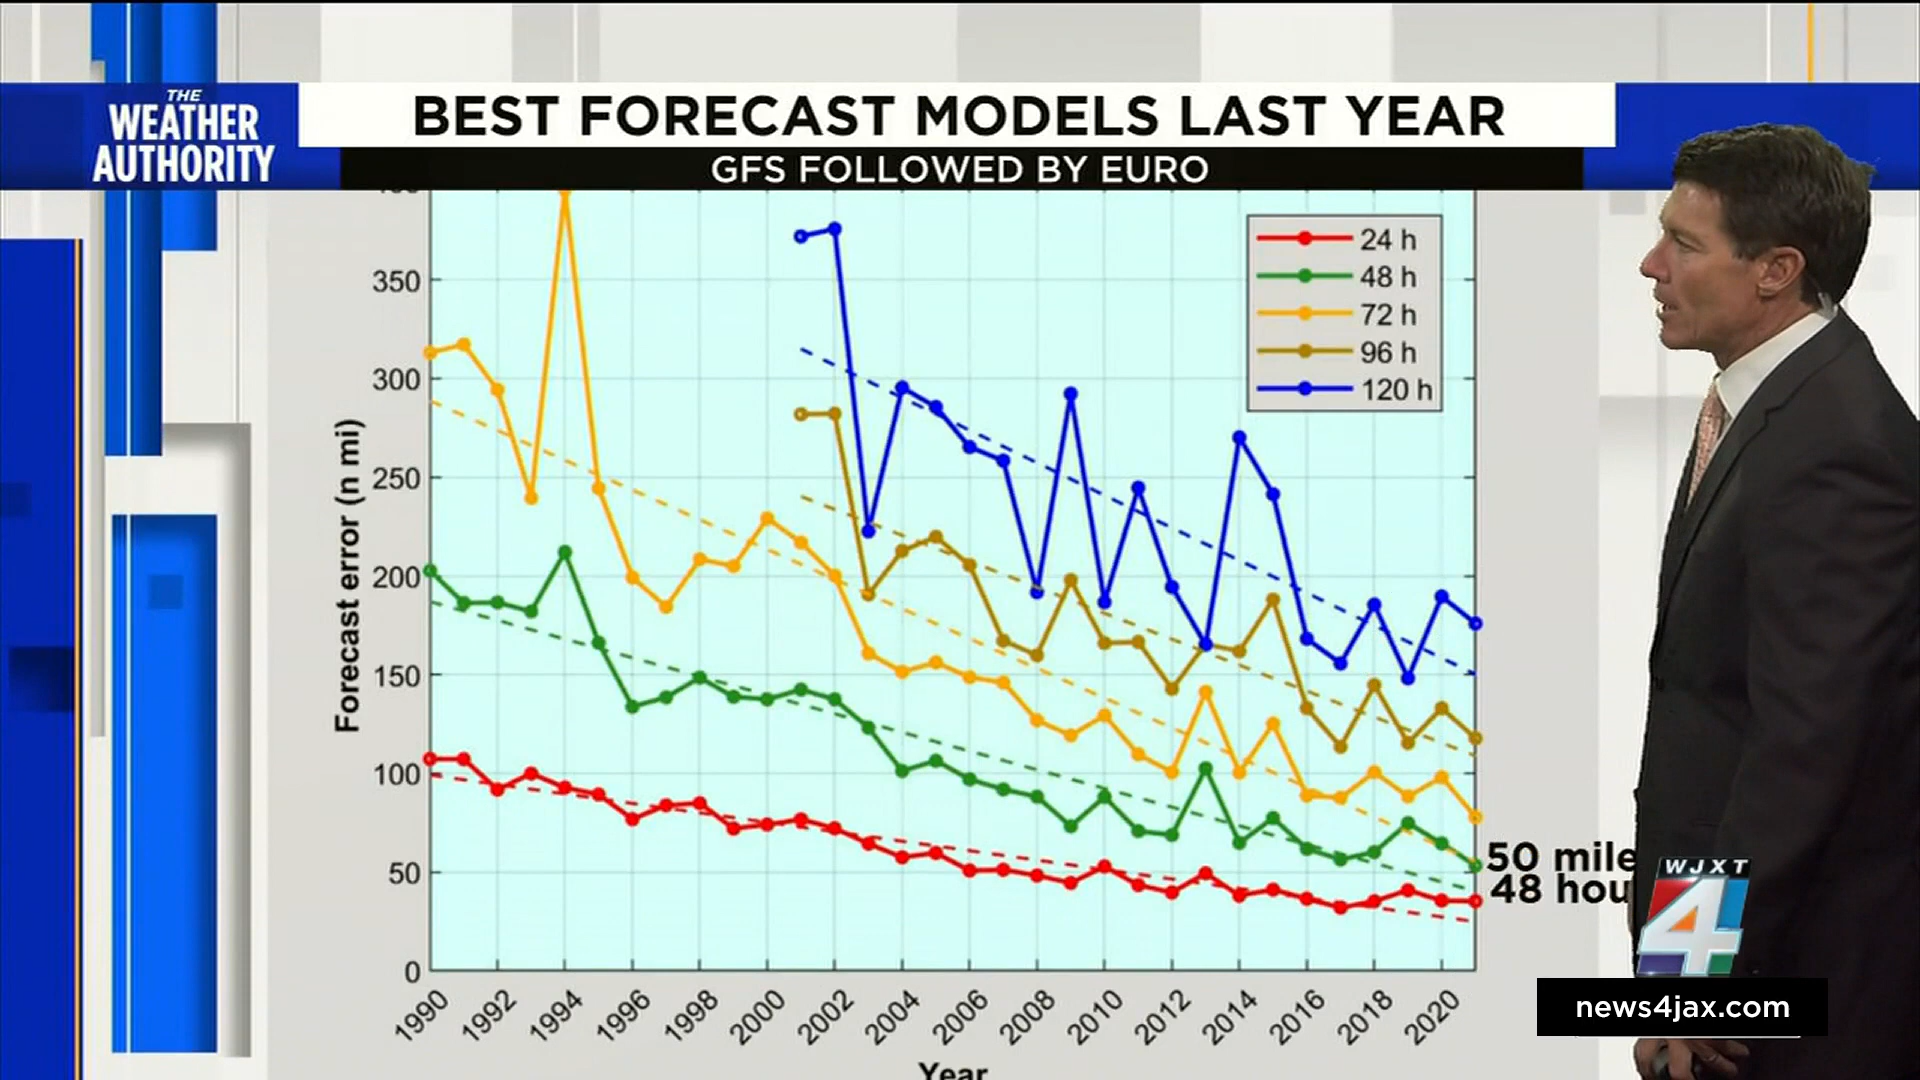 THE
WEATHER
AUTHORITY
BEST FORECAST MODELS LAST YEAR
GFS FOLLOWED BY EURO
24 h
48 h
72 h
96 h
120 h
350
300
250
200
150
100
50
0
Forecast error (n mi)
1990
1992
1994
1996
1998
2000
2002
2004
2006
2008
2010
2012
2014
2016
2018
2020
Year
50 mile
48 hou
WJXT
4
news4jax.com